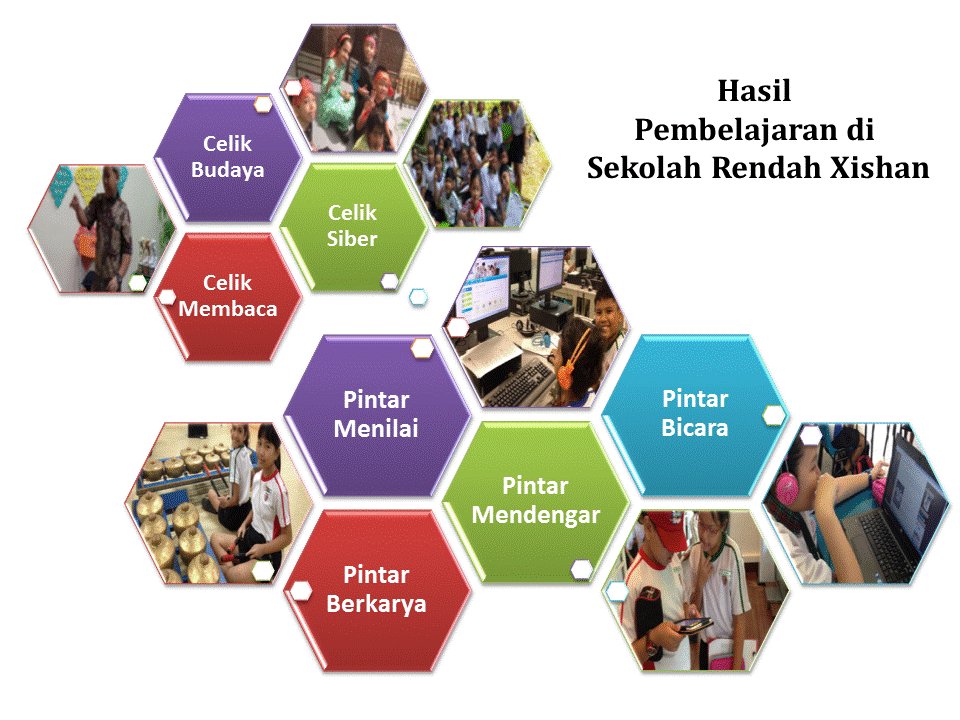 Hasil
Pembelajaran di
Sekolah Rendah Xishan
Celik
Budaya
Celik
Siber
Celik
Membaca
Pintar
Menilai
Pintar
Bicara
Pintar
Mendengar
Pintar
Berkarya